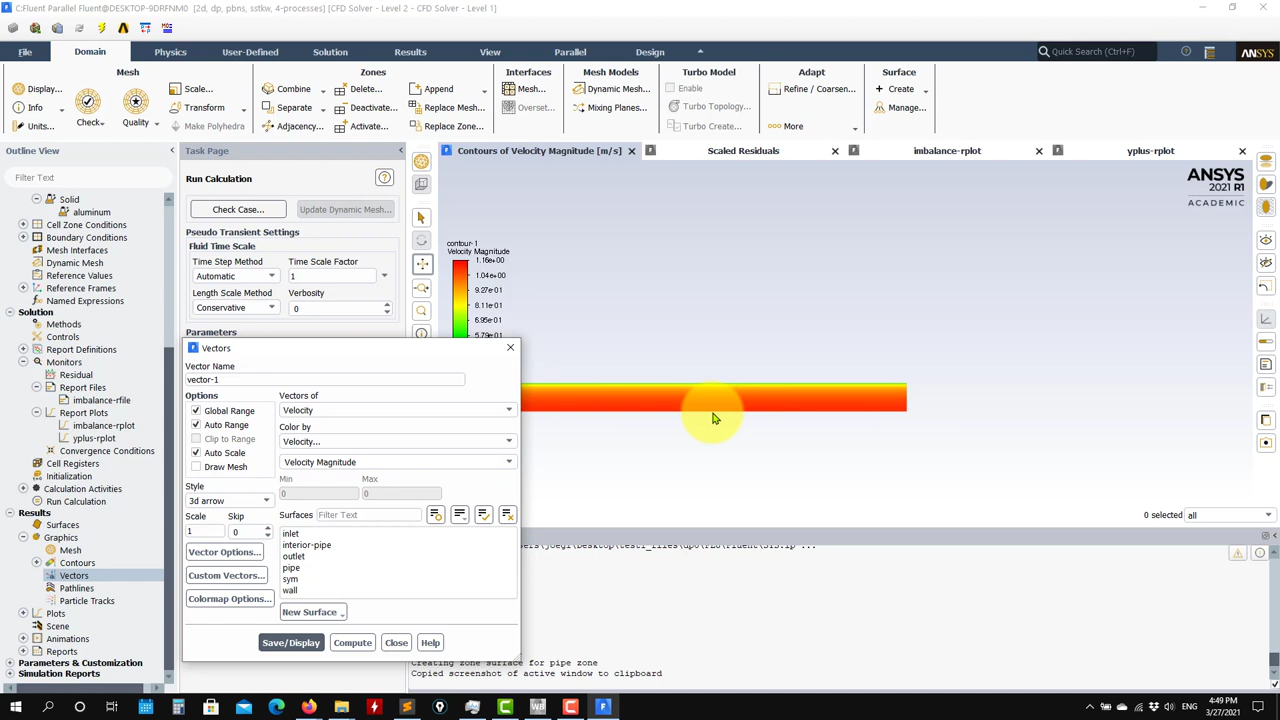 C:Fluent Parallel Fluent@DESKTOP-9DRFNM0 [2d, dp, pbns, sstkw, 4-processes] [CFD Solver - Level 2 - CFD Solver - Level 1]
File Domain Physics User-Defined Solution Results View Parallel Design Quick Search (Ctrl+F) ANSYS
Mesh Zones Interfaces Mesh Models Turbo Model Adapt Surface
Display... Scale... Combine Delete... Append Mesh... Dynamic Mesh... Enable Refine / Coarsen... Create
Info Check Quality Transform Separate Deactivate... Replace Mesh... Overset... Mixing Planes... Turbo Topology... Manage...
Units... Make Polyhedra Adjacency... Activate... Replace Zone... Turbo Create... More
Outline View
Filter Text
Solid
aluminum
Cell Zone Conditions
Boundary Conditions
Mesh Interfaces
Dynamic Mesh
Reference Values
Reference Frames
Named Expressions
Solution
Methods
Controls
Report Definitions
Monitors
Residual
Report Files
imbalance-rfile
Report Plots
imbalance-rplot
yplus-rplot
Convergence Conditions
Cell Registers
Initialization
Calculation Activities
Run Calculation
Results
Surfaces
Graphics
Mesh
Contours
Vectors
Pathlines
Particle Tracks
Plots
Scene
Animations
Reports
Parameters & Customization
Simulation Reports
Task Page
Run Calculation
Check Case... Update Dynamic Mesh...
Pseudo Transient Settings
Fluid Time Scale
Time Step Method Time Scale Factor
Automatic 1
Length Scale Method Verbosity
Conservative 0
Parameters
Vectors
Vector Name
vector-1
Options Vectors of
Global Range Velocity
Auto Range Color by
Clip to Range Velocity...
Auto Scale Velocity Magnitude
Draw Mesh Min Max
Style 0 0
3d arrow
Scale Skip Surfaces Filter Text
1 0
inlet
interior-pipe
outlet
pipe
sym
wall
Vector Options...
Custom Vectors...
Colormap Options...
New Surface
Save/Display Compute Close Help
Contours of Velocity Magnitude [m/s] Scaled Residuals imbalance-rplot yplus-rplot
ANSYS
2021 R1
ACADEMIC
contour-1
Velocity Magnitude
1.16e+00
1.04e+00
9.27e-01
8.11e-01
6.95e-01
5.79e-01
0 selected all
Creating zone surface for pipe zone
Copied screenshot of active window to clipboard
ENG 4:49 PM
3/27/2021